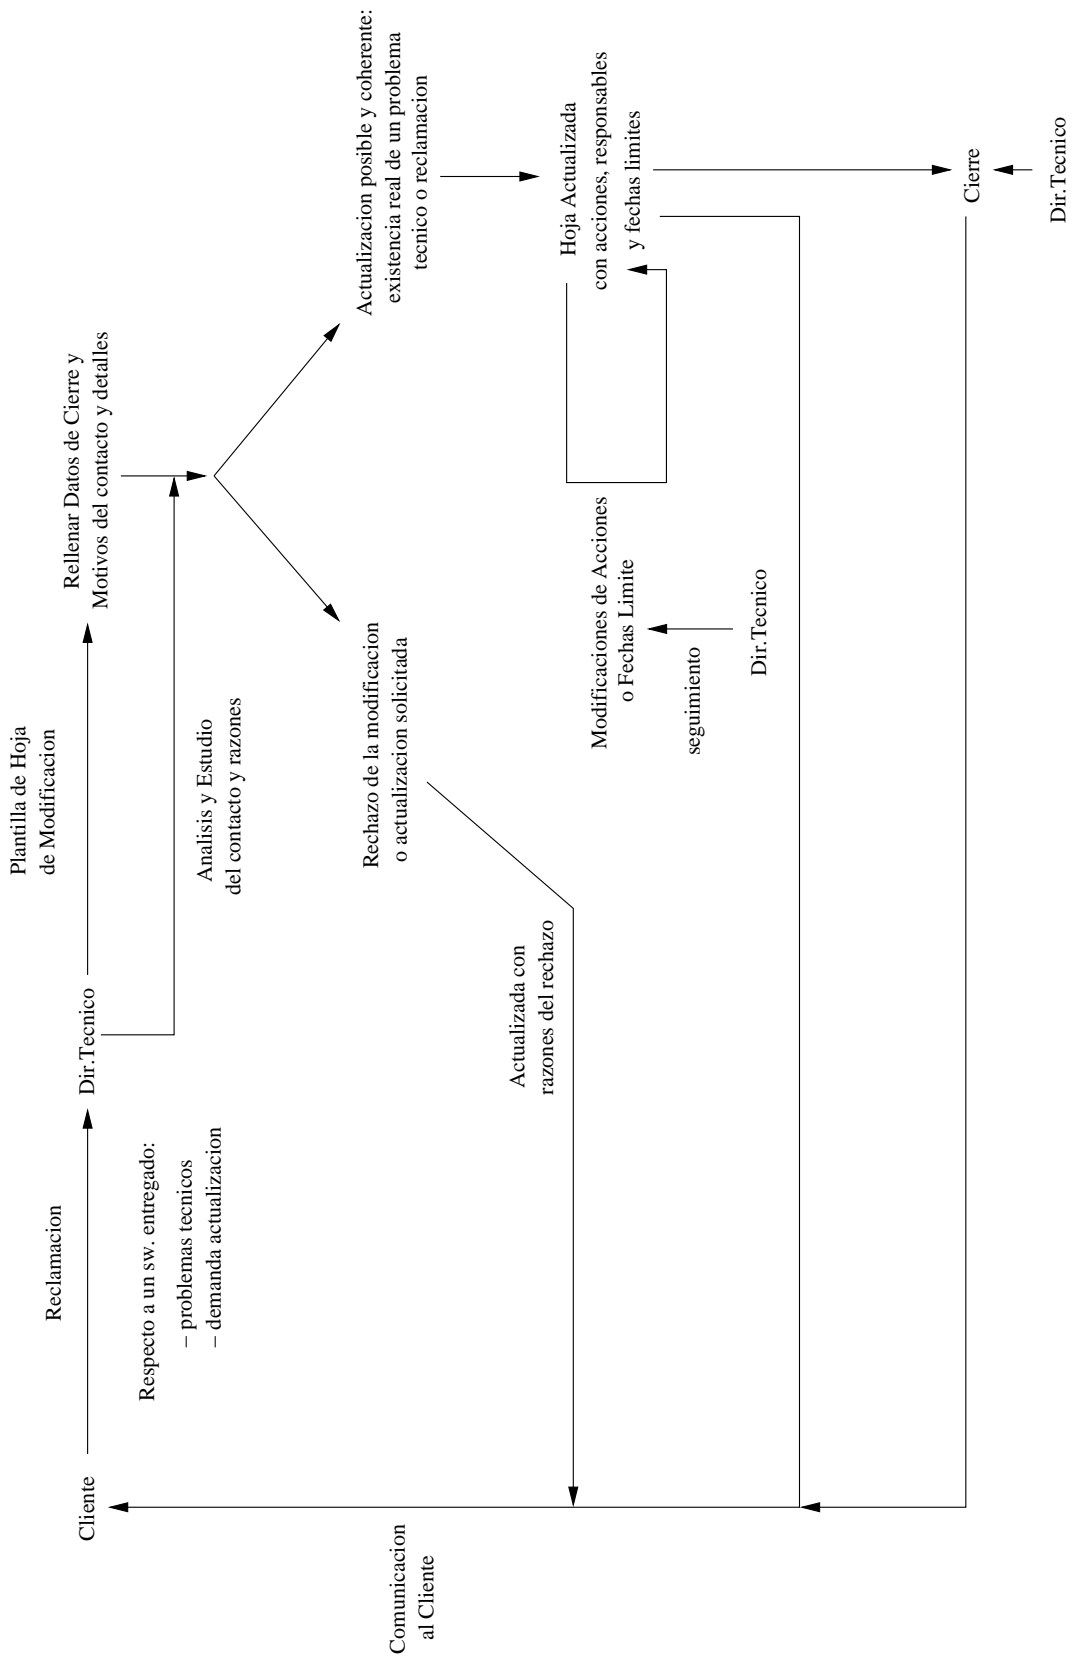 Plantilla de Hoja
de Modificacion
Reclamacion
Cliente
Dir.Tecnico
Rellenar Datos de Cierre y
Motivos del contacto y detalles
Respecto a un sw. entregado:
– problemas tecnicos
– demanda actualizacion
Analisis y Estudio
del contacto y razones
Comunicacion
al Cliente
Rechazo de la modificacion
o actualizacion solicitada
Actualizacion posible y coherente:
existencia real de un problema
tecnico o reclamacion
Actualizada con
razones del rechazo
Hoja Actualizada
con acciones, responsables
y fechas limites
Modificaciones de Acciones
o Fechas Limite
seguimiento
Dir.Tecnico
Cierre
Dir.Tecnico